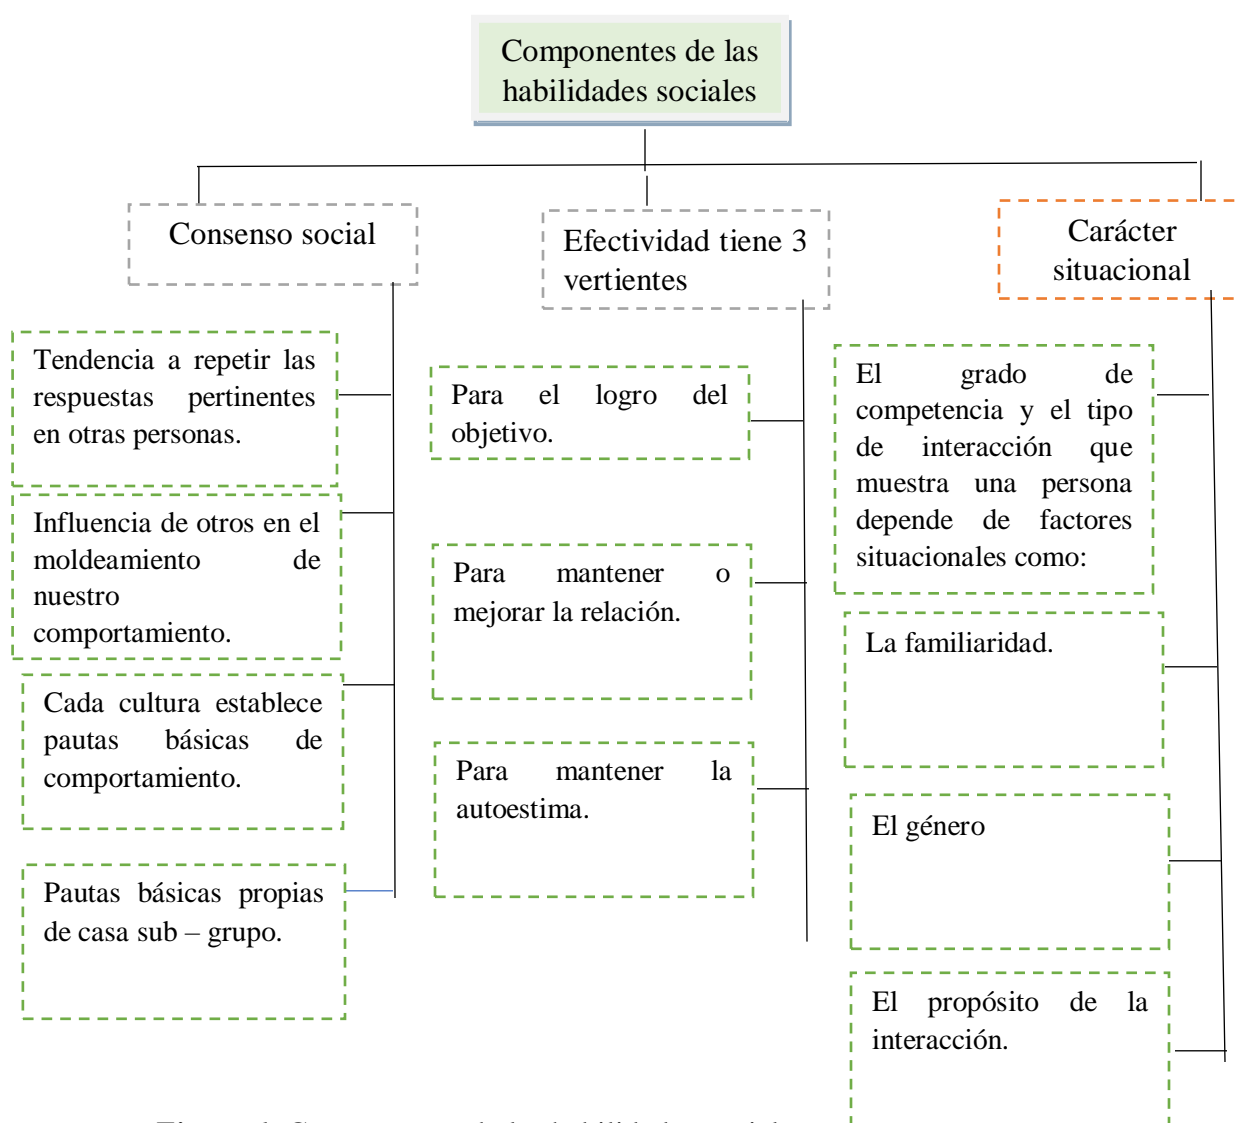 Componentes de las
habilidades sociales
Consenso social
Tendencia a repetir las
respuestas pertinentes
en otras personas.
Influencia de otros en el
moldeamiento de
nuestro
comportamiento.
Cada cultura establece
pautas básicas de
comportamiento.
Pautas básicas propias
de casa sub – grupo.
Efectividad tiene 3
vertientes
Para el logro del
objetivo.
Para mantener o
mejorar la relación.
Para mantener la
autoestima.
Carácter
situacional
El grado de
competencia y el tipo
de interacción que
muestra una persona
depende de factores
situacionales como:
La familiaridad.
El género
El propósito de la
interacción.